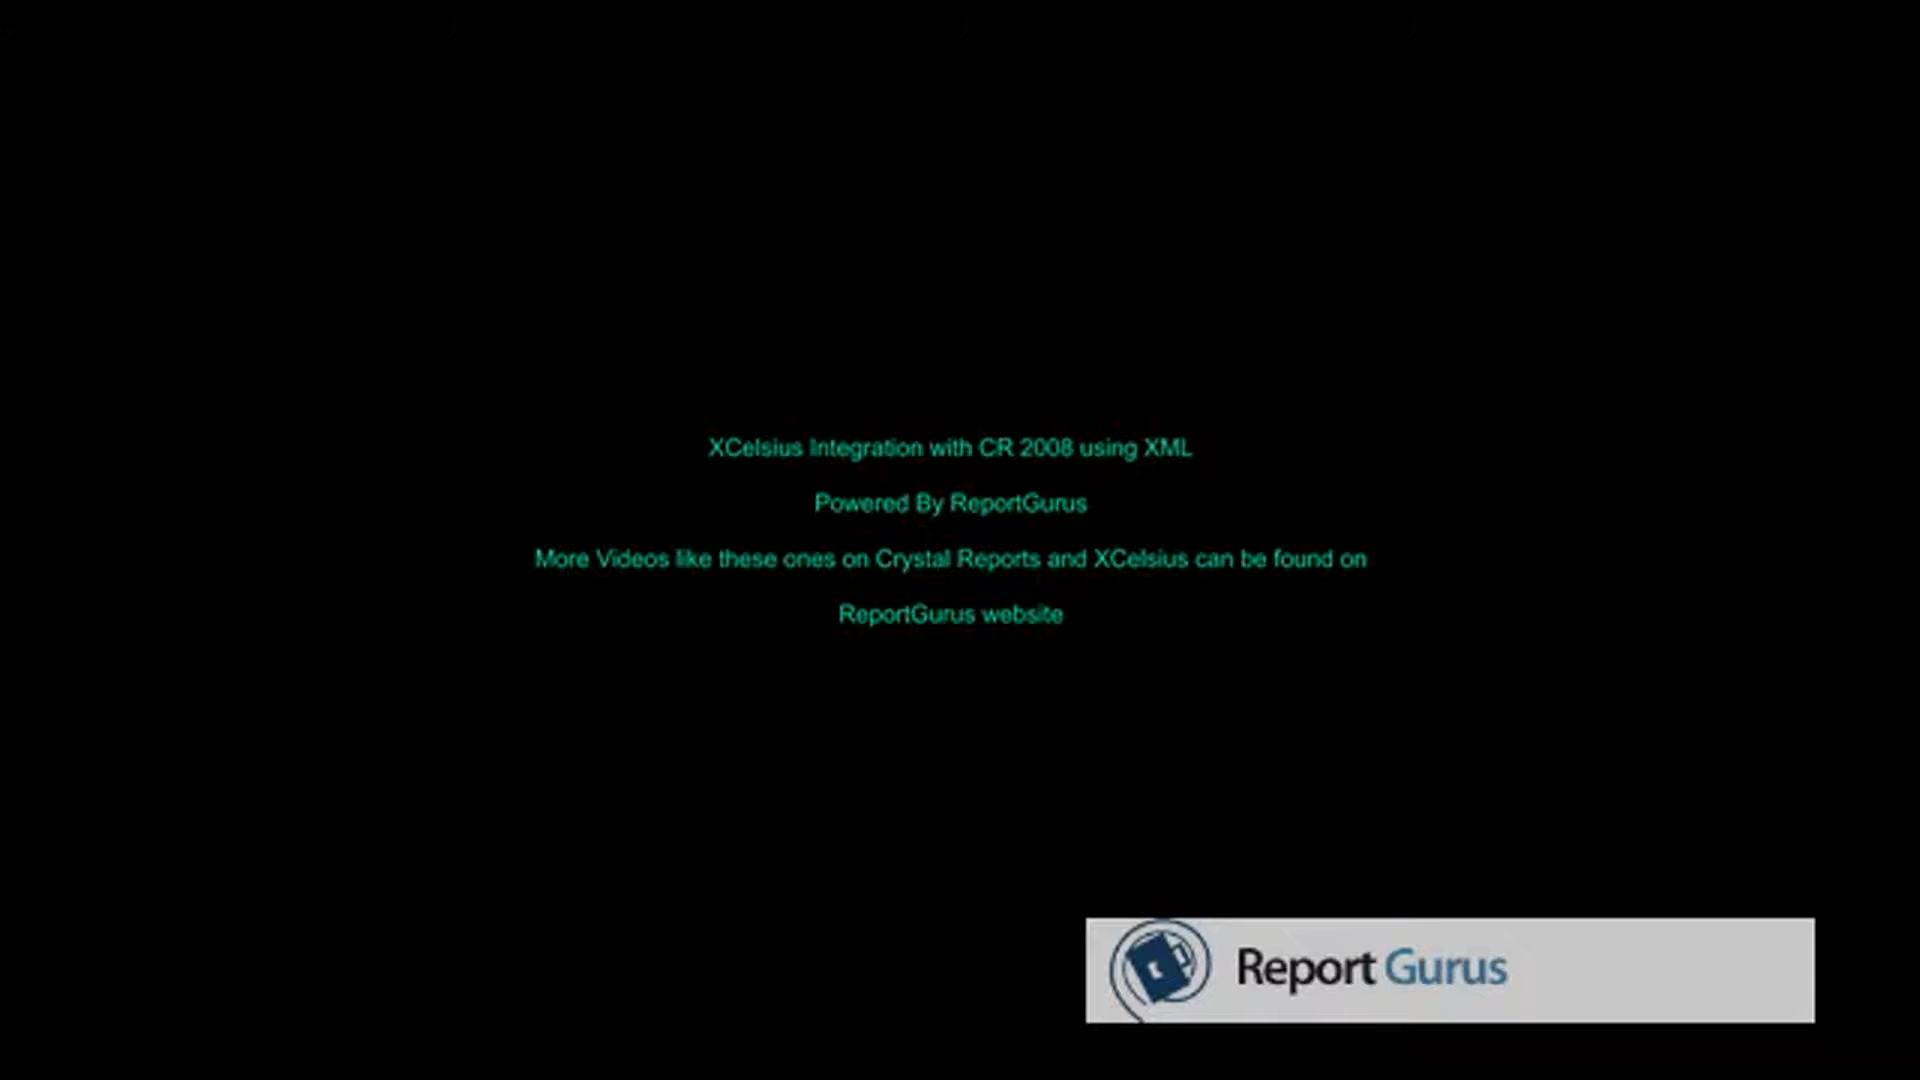 XCelsius Integration with CR 2008 using XML
Powered By ReportGurus
More Videos like these ones on Crystal Reports and XCelsius can be found on
ReportGurus website
Report Gurus